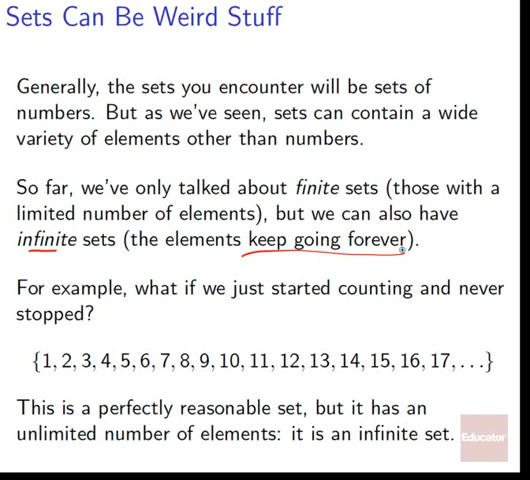 Sets Can Be Weird Stuff
Generally, the sets you encounter will be sets of
numbers. But as we've seen, sets can contain a wide
variety of elements other than numbers.
So far, we've only talked about finite sets (those with a
limited number of elements), but we can also have
infinite sets (the elements keep going forever).
For example, what if we just started counting and never
stopped?
{1, 2, 3, 4, 5, 6, 7, 8, 9, 10, 11, 12, 13, 14, 15, 16, 17, . . .}
This is a perfectly reasonable set, but it has an
unlimited number of elements: it is an infinite set.
Educator